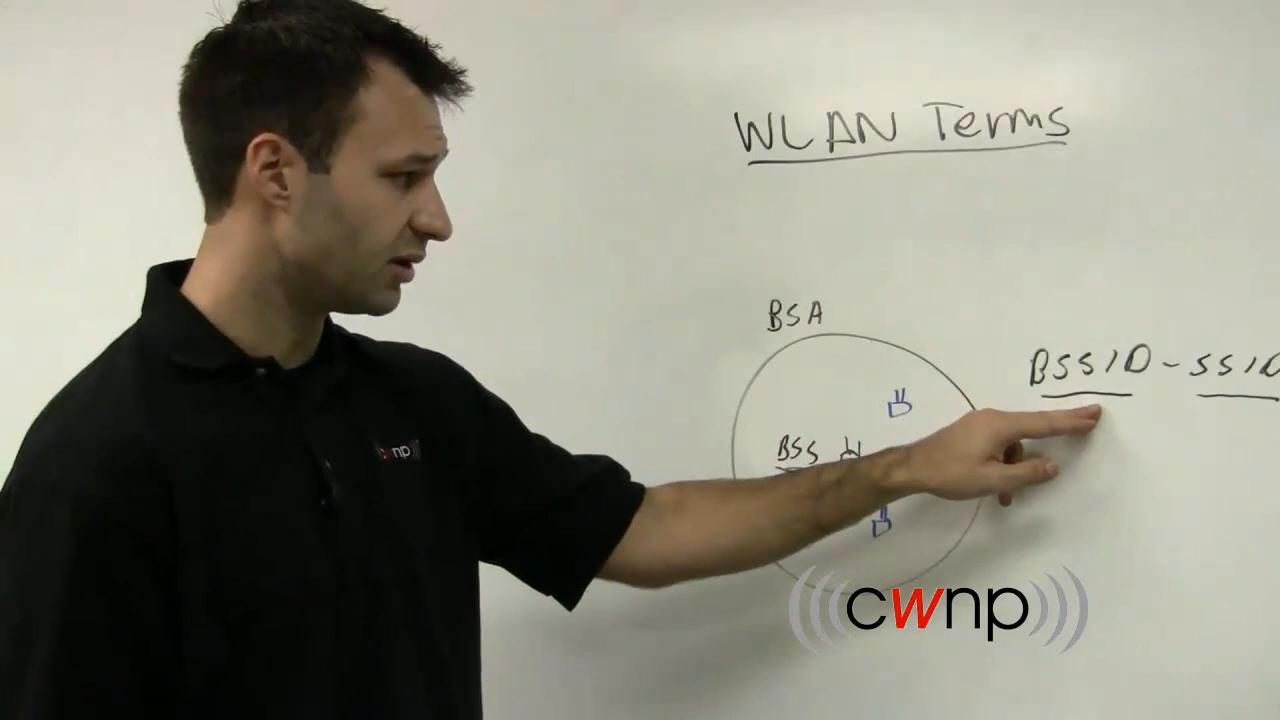 WLAN Terms
BSA
BSSID - SSID
BSS
cwnp
cwnp